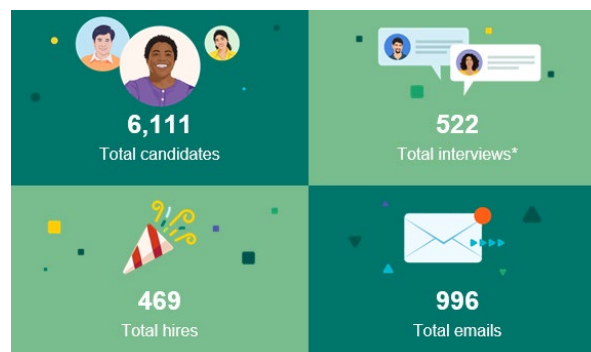 6,111
Total candidates
522
Total interviews*
469
Total hires
996
Total emails